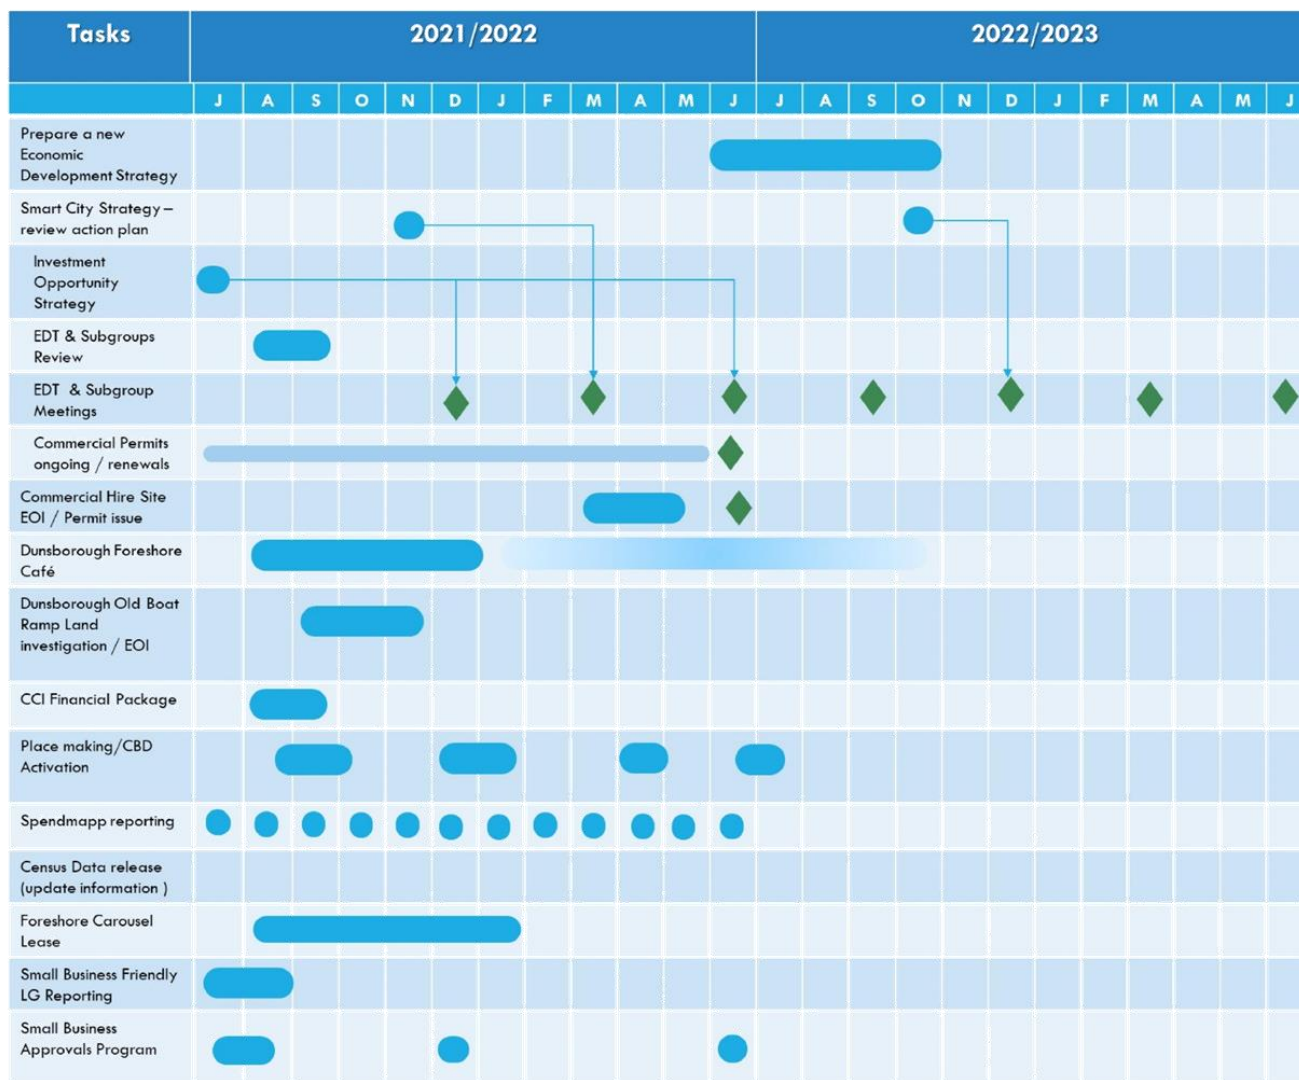 Tasks 2021/2022 2022/2023
J A S O N D J F M A M J J A S O N D J F M A M J
Prepare a new
Economic
Development Strategy
Smart City Strategy –
review action plan
Investment
Opportunity
Strategy
EDT & Subgroups
Review
EDT & Subgroup
Meetings
Commercial Permits
ongoing / renewals
Commercial Hire Site
EOI / Permit issue
Dunsborough Foreshore
Café
Dunsborough Old Boat
Ramp Land
investigation / EOI
CCI Financial Package
Place making/CBD
Activation
Spendmapp reporting
Census Data release
(update information )
Foreshore Carousel
Lease
Small Business Friendly
LG Reporting
Small Business
Approvals Program